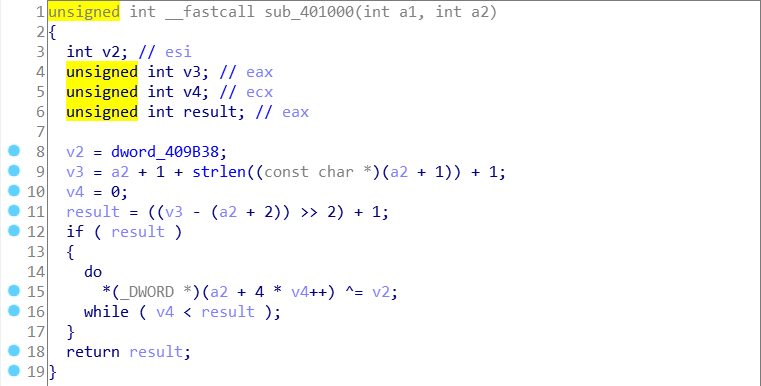 1 unsigned int __fastcall sub_401000(int a1, int a2)
2 {
3   int v2; // esi
4   unsigned int v3; // eax
5   unsigned int v4; // ecx
6   unsigned int result; // eax
7
8   v2 = dword_409B38;
9   v3 = a2 + 1 + strlen((const char *)(a2 + 1)) + 1;
10   v4 = 0;
11   result = ((v3 - (a2 + 2)) >> 2) + 1;
12   if ( result )
13   {
14     do
15       *(_DWORD *)(a2 + 4 * v4++) ^= v2;
16     while ( v4 < result );
17   }
18   return result;
19 }